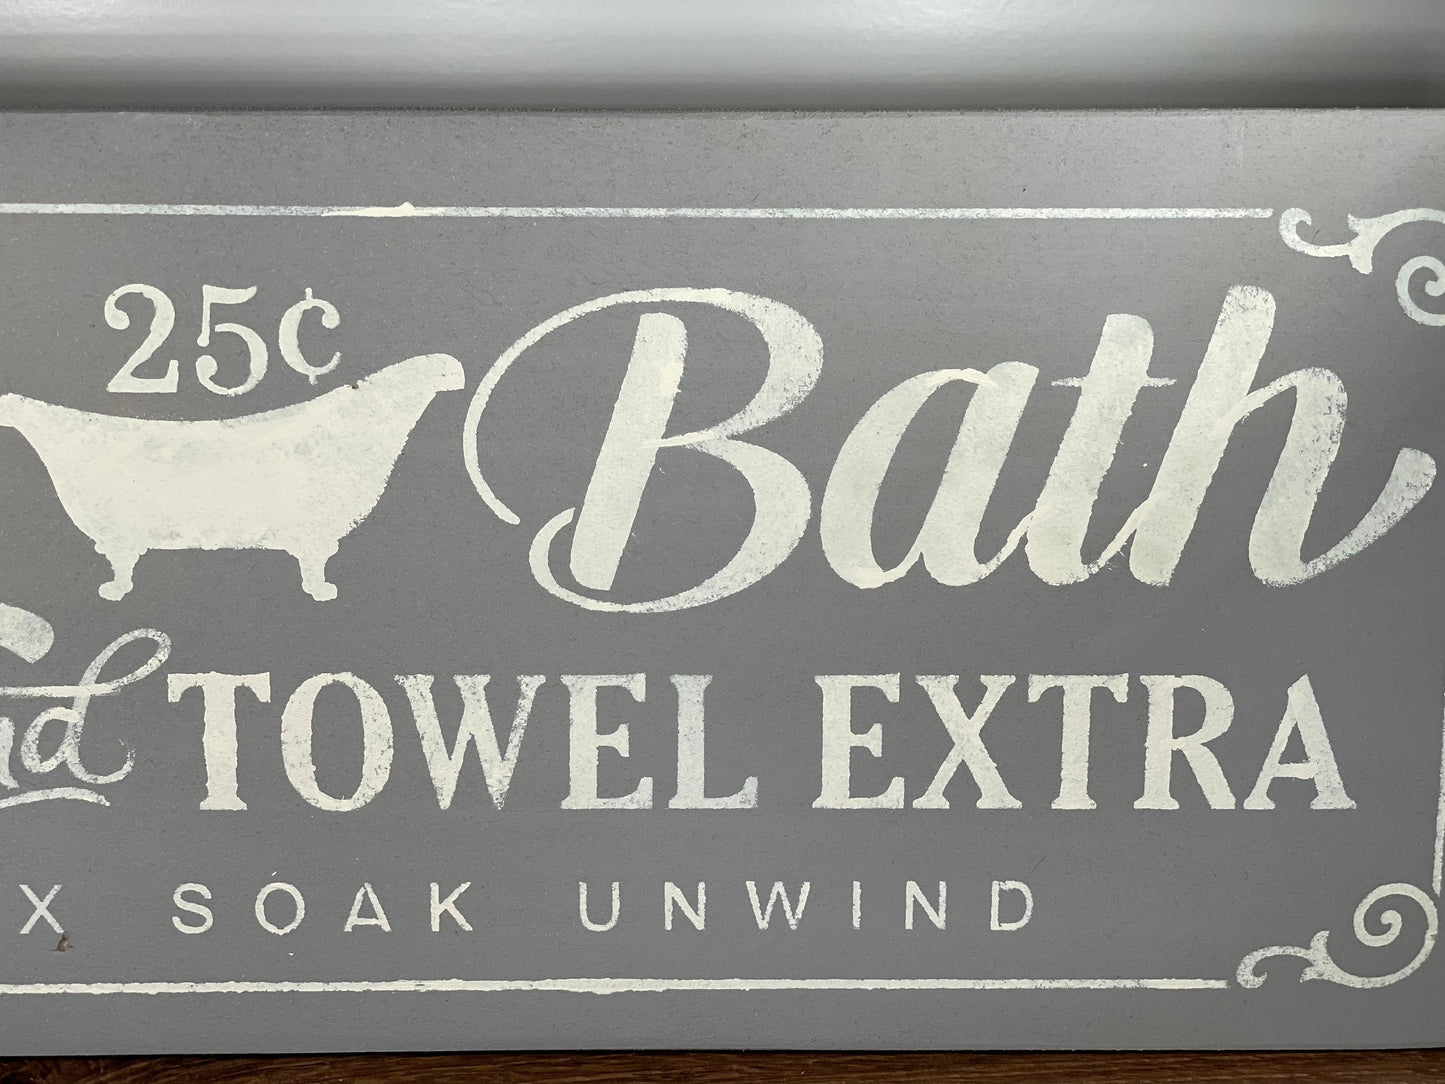 25¢ Bath
TOWEL EXTRA
SOAK UNWIND